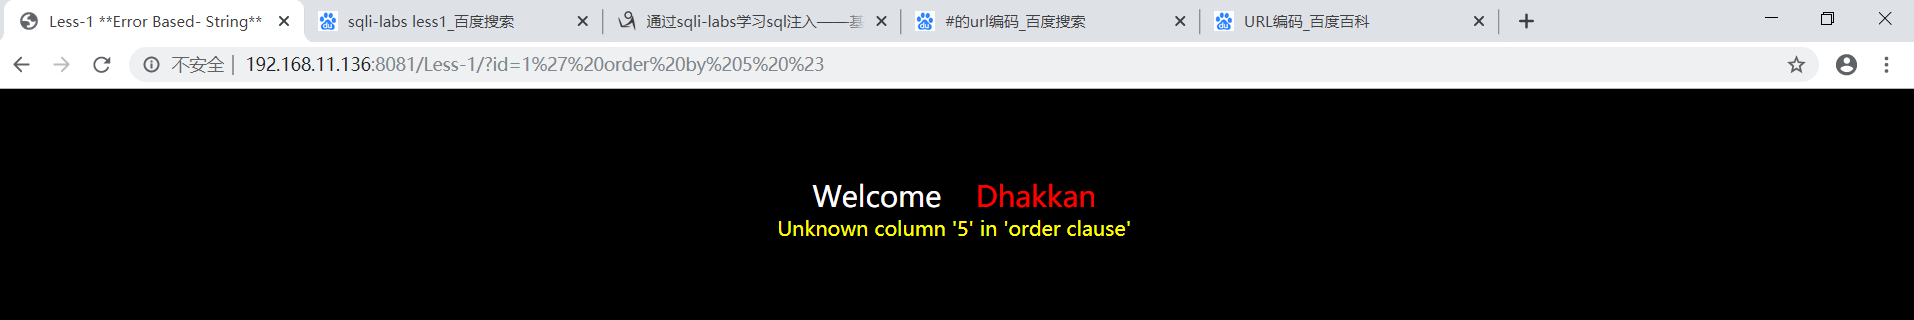 Less-1 **Error Based- String**
sqli-labs less1_百度搜索
通过sqli-labs学习sql注入——基
#的url编码_百度搜索
URL编码_百度百科
不安全 | 192.168.11.136:8081/Less-1/?id=1%27%20order%20by%205%20%23
Welcome Dhakkan
Unknown column '5' in 'order clause'